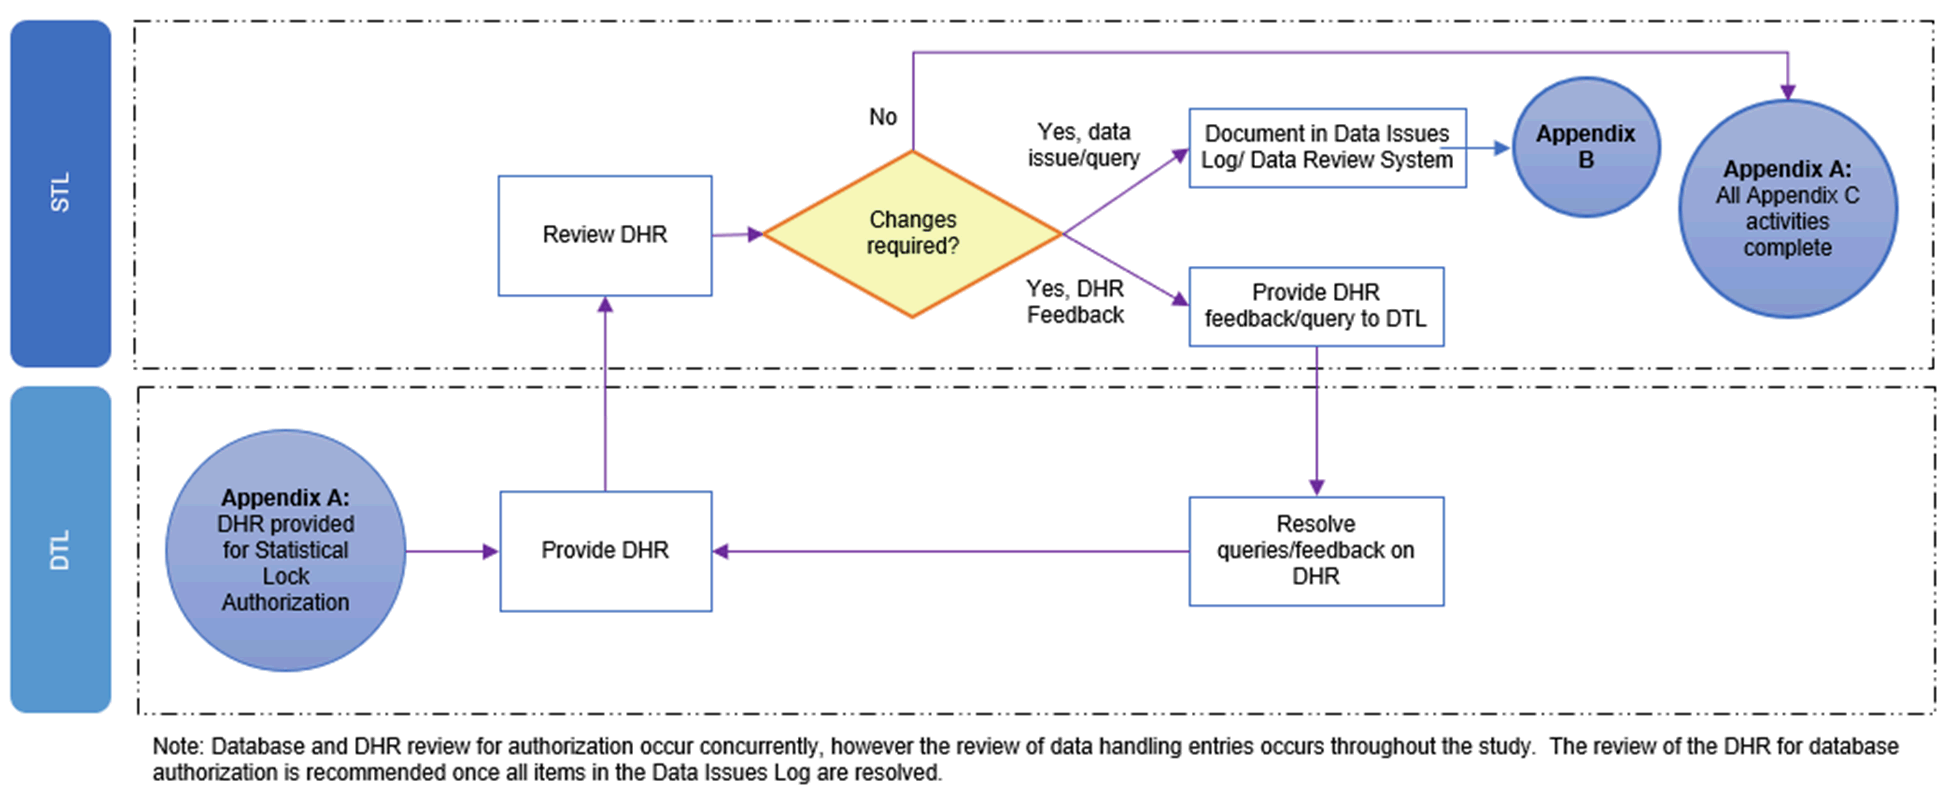 STL
No
Yes, data
issue/query
Document in Data Issues
Log/ Data Review System
Appendix
B
Appendix A:
All Appendix C
activities
complete
Review DHR
Changes
required?
Yes, DHR
Feedback
Provide DHR
feedback/query to DTL
DTL
Appendix A:
DHR provided
for Statistical
Lock
Authorization
Provide DHR
Resolve
queries/feedback on
DHR
Note: Database and DHR review for authorization occur concurrently, however the review of data handling entries occurs throughout the study.  The review of the DHR for database
authorization is recommended once all items in the Data Issues Log are resolved.